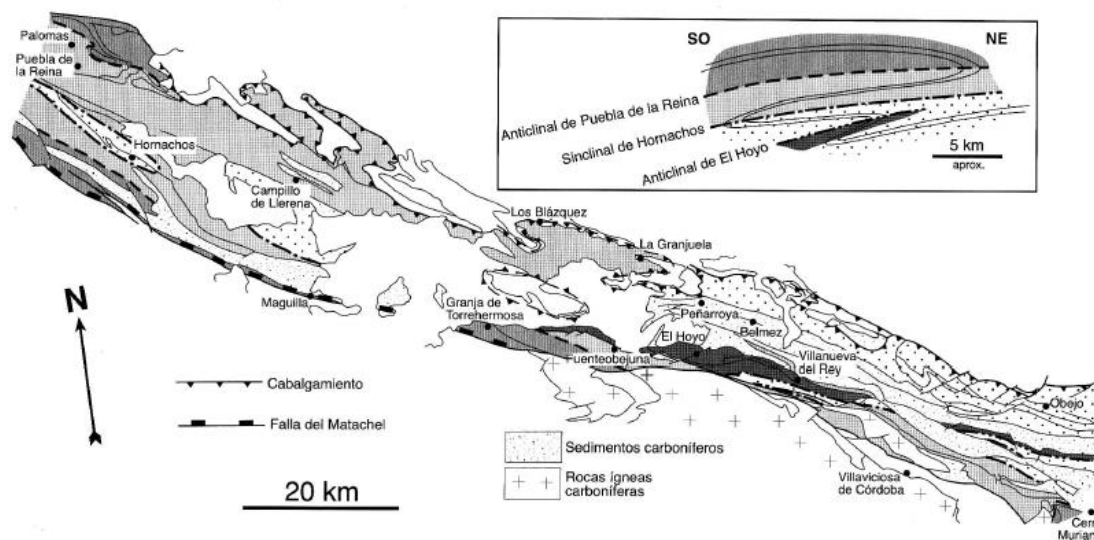 SO
NE
Anticlinal de Puebla de la Reina
Sinclinal de Hornachos
Anticlinal de El Hoyo
5 km
aprox.
Palomas
Puebla de
la Reina
Hornachos
Campillo
de Llerena
Los Blázquez
La Granjuela
Maguilla
Granja de
Torrehermosa
Peñarroya
Belmez
El Hoyo
Fuenteobejuna
Villanueva
del Rey
Obejo
N
Cabalgamiento
Falla del Matachel
20 km
Sedimentos carboníferos
Rocas ígneas
carboníferas
Villaviciosa
de Córdoba